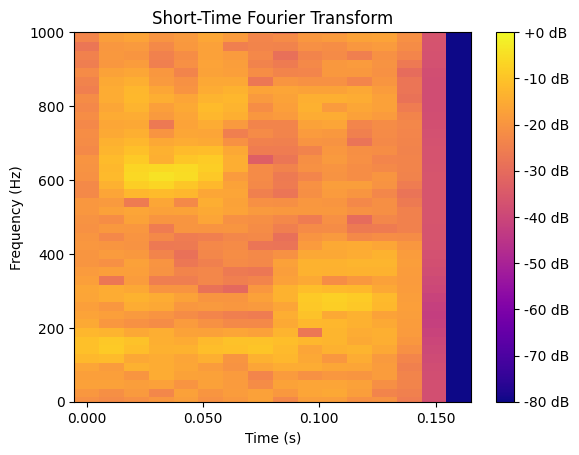 Short-Time Fourier Transform
1000
800
600
400
200
0
Frequency (Hz)
0.000
0.050
0.100
0.150
Time (s)
+0 dB
-10 dB
-20 dB
-30 dB
-40 dB
-50 dB
-60 dB
-70 dB
-80 dB